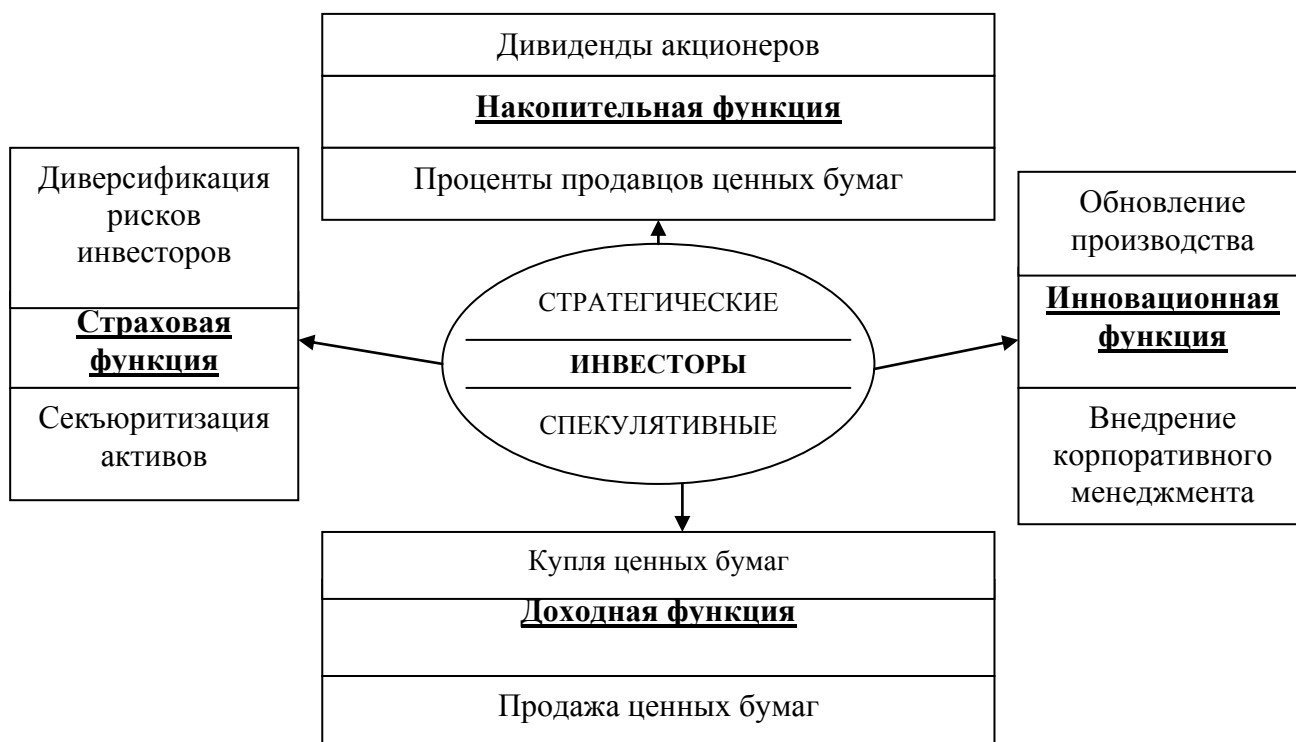 Дивиденды акционеров
Накопительная функция
Проценты продавцов ценных бумаг
Диверсификация
рисков
инвесторов
Страховая
функция
Секъюритизация
активов
СТРАТЕГИЧЕСКИЕ
ИНВЕСТОРЫ
СПЕКУЛЯТИВНЫЕ
Обновление
производства
Инновационная
функция
Внедрение
корпоративного
менеджмента
Купля ценных бумаг
Доходная функция
Продажа ценных бумаг